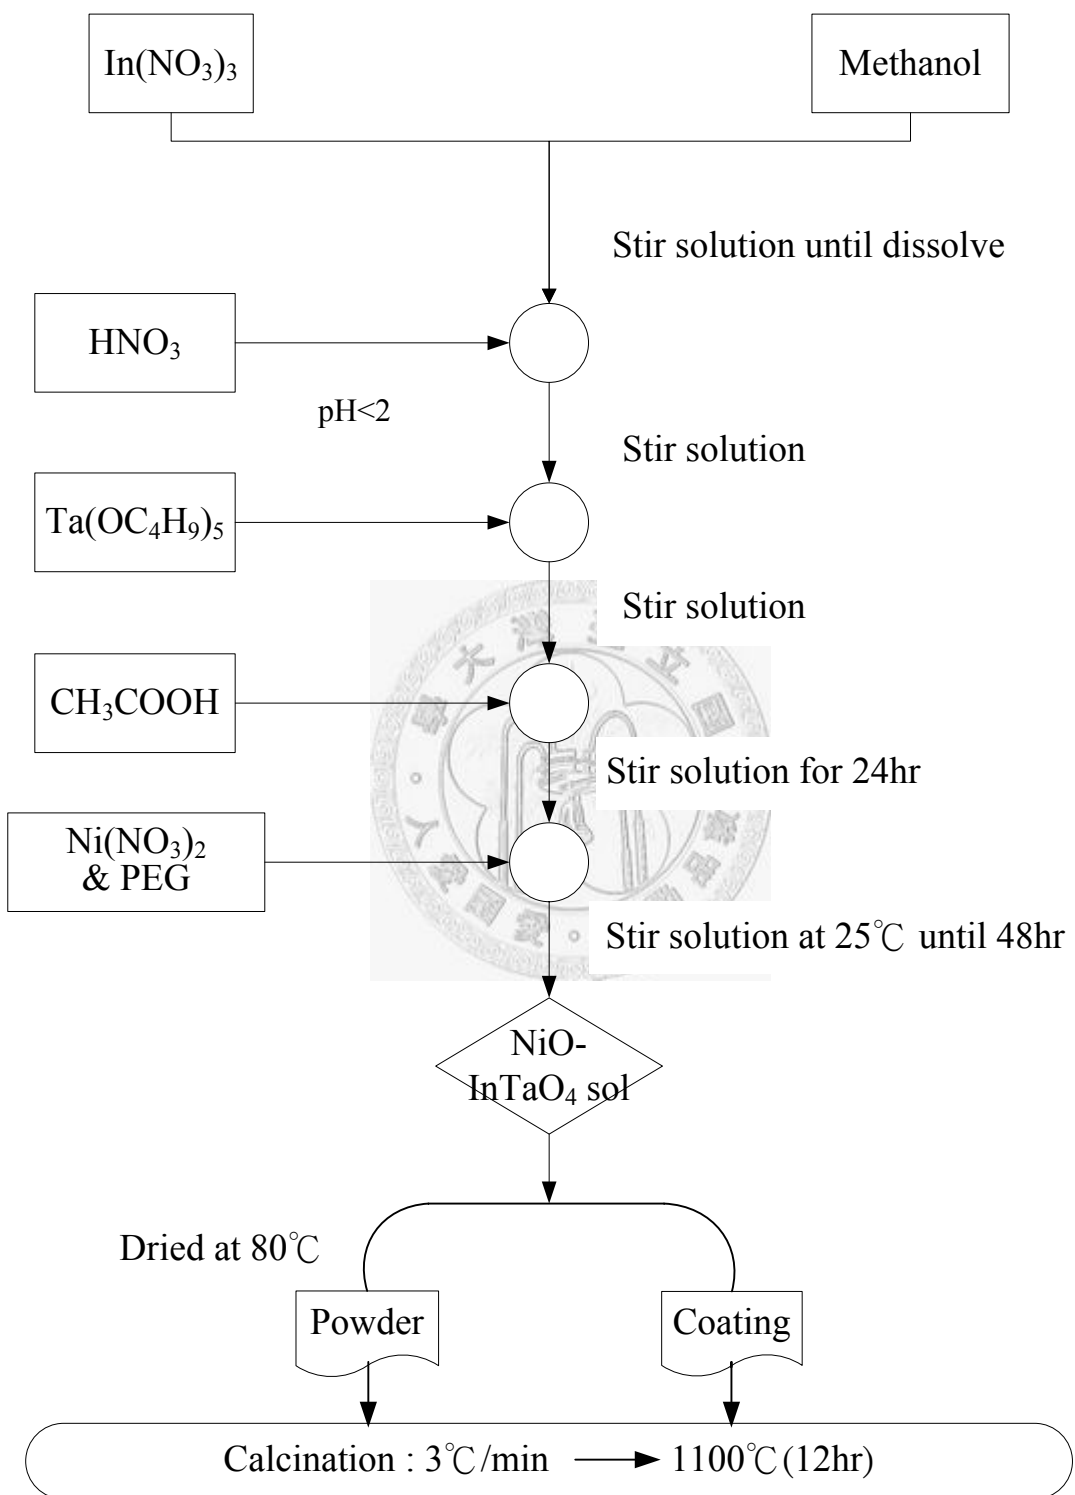 In(NO₃)₃
Methanol
Stir solution until dissolve
HNO₃
pH<2
Stir solution
Ta(OC₄H₉)₅
Stir solution
CH₃COOH
Stir solution for 24hr
Ni(NO₃)₂
& PEG
Stir solution at 25℃ until 48hr
NiO-
InTaO₄ sol
Dried at 80℃
Powder
Coating
Calcination : 3℃/min → 1100℃(12hr)